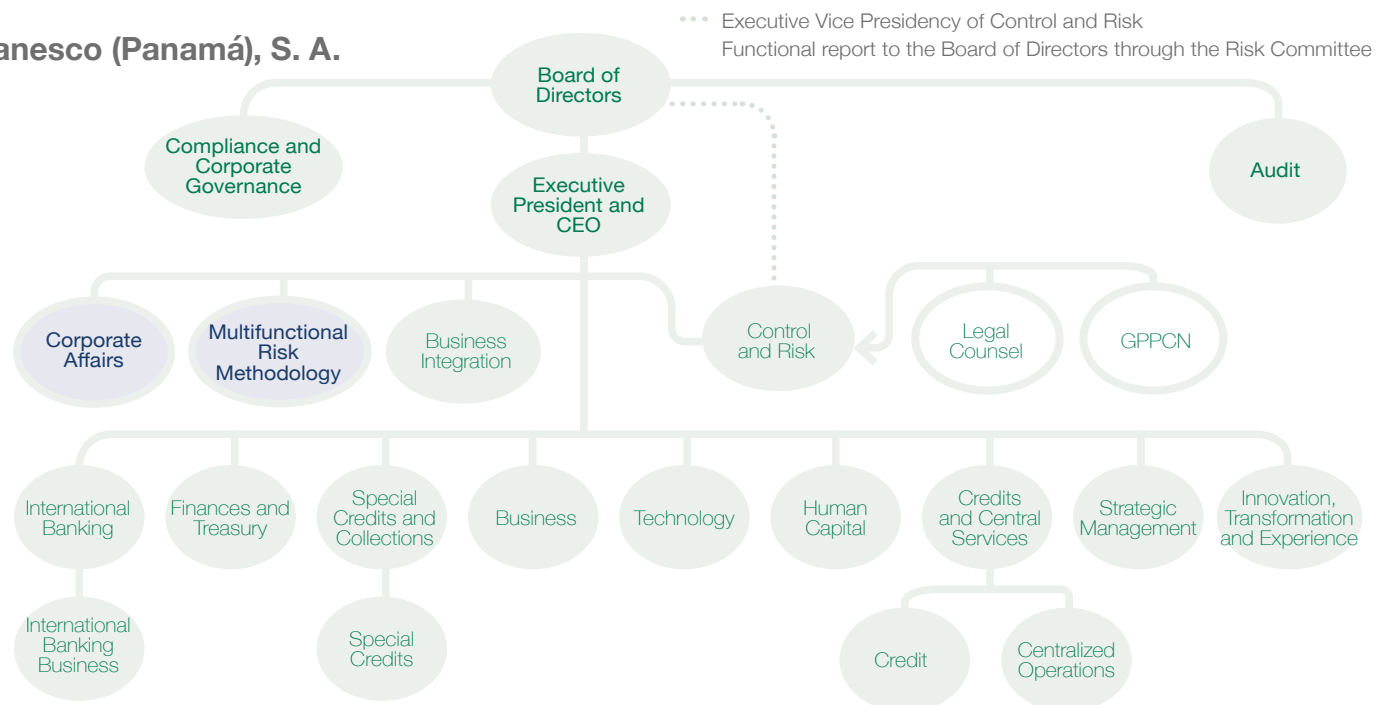 anesco (Panamá), S. A.
Executive Vice Presidency of Control and Risk
Functional report to the Board of Directors through the Risk Committee
Board of
Directors
Compliance and
Corporate
Governance
Audit
Executive
President and
CEO
Corporate
Affairs
Multifunctional
Risk
Methodology
Business
Integration
Control
and Risk
Legal
Counsel
GPPCN
International
Banking
Finances and
Treasury
Special
Credits and
Collections
Business
Technology
Human
Capital
Credits
and Central
Services
Strategic
Management
Innovation,
Transformation
and Experience
International
Banking
Business
Special
Credits
Credit
Centralized
Operations